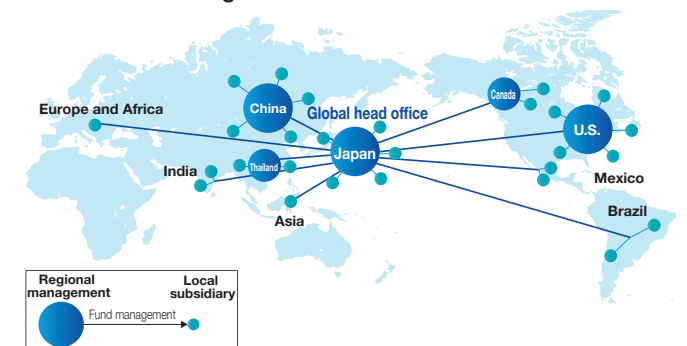 Canada
Europe and Africa
China
Global head office
U.S.
Japan
India
Thailand
Mexico
Asia
Brazil
Regional
management
Local
subsidiary
Fund management